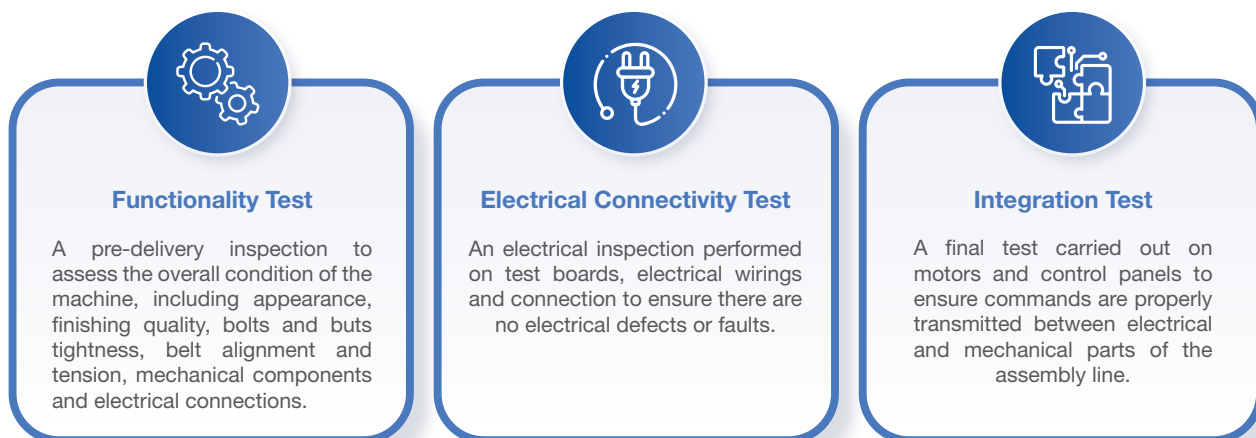 Functionality Test
A pre-delivery inspection to
assess the overall condition of the
machine, including appearance,
finishing quality, bolts and buts
tightness, belt alignment and
tension, mechanical components
and electrical connections.
Electrical Connectivity Test
An electrical inspection performed
on test boards, electrical wirings
and connection to ensure there are
no electrical defects or faults.
Integration Test
A final test carried out on
motors and control panels to
ensure commands are properly
transmitted between electrical
and mechanical parts of the
assembly line.